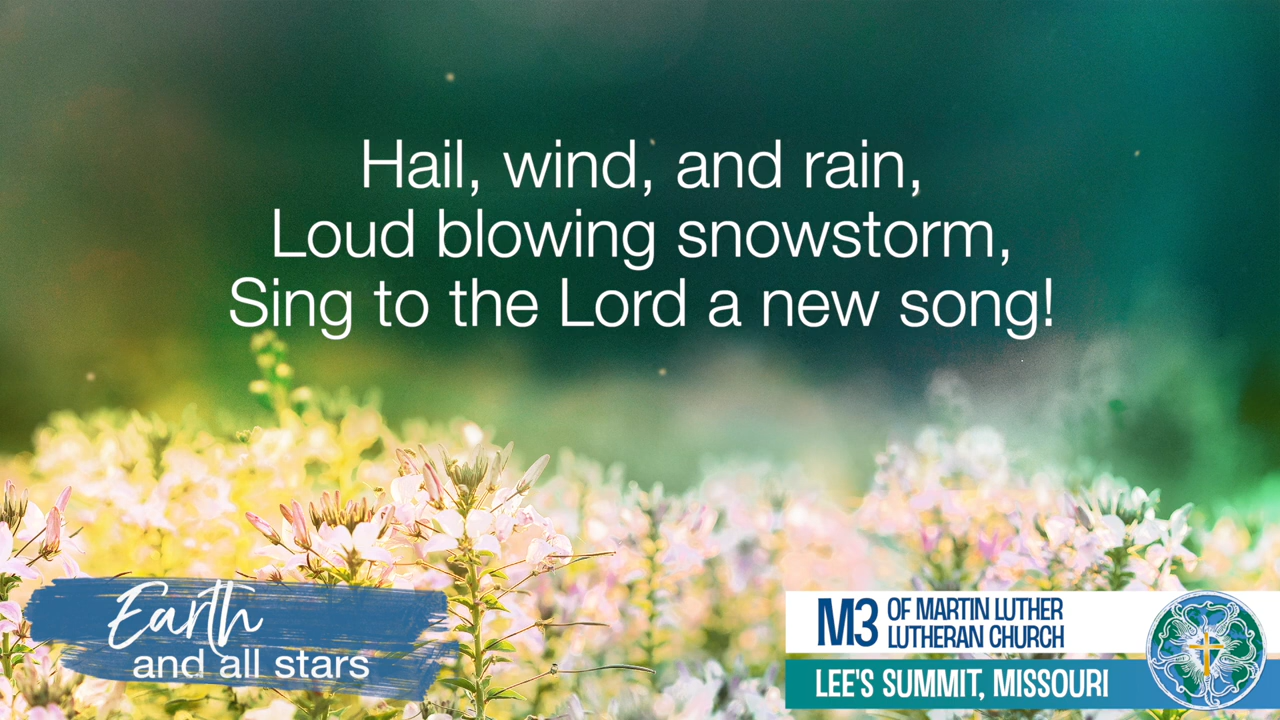 Hail, wind, and rain,
Loud blowing snowstorm,
Sing to the Lord a new song!
Earth
and all stars
M3 OF MARTIN LUTHER
LUTHERAN CHURCH
LEE'S SUMMIT, MISSOURI